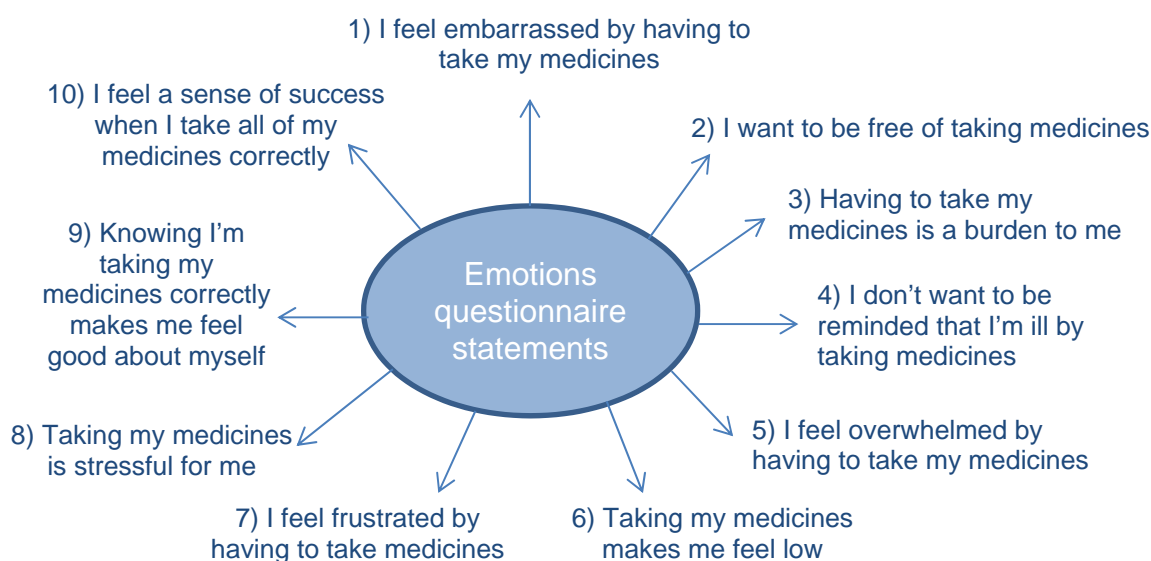 1) I feel embarrassed by having to
take my medicines
2) I want to be free of taking medicines
3) Having to take my
medicines is a burden to me
4) I don’t want to be
reminded that I’m ill by
taking medicines
5) I feel overwhelmed by
having to take my medicines
6) Taking my medicines
makes me feel low
7) I feel frustrated by
having to take medicines
8) Taking my medicines
is stressful for me
9) Knowing I’m
taking my
medicines correctly
makes me feel
good about myself
10) I feel a sense of success
when I take all of my
medicines correctly
Emotions
questionnaire
statements